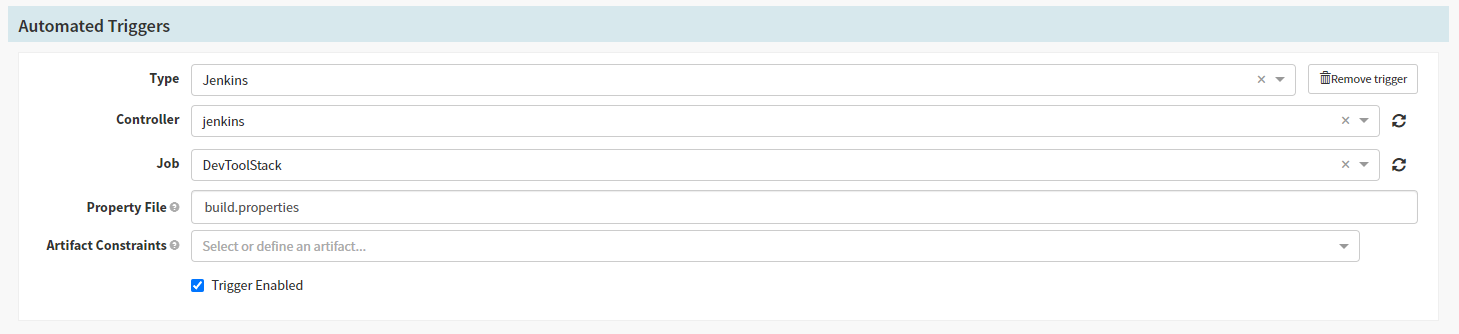 Automated Triggers
Type Jenkins × Remove trigger
Controller jenkins ×
Job DevToolStack ×
Property File ? build.properties
Artifact Constraints ? Select or define an artifact...
Trigger Enabled